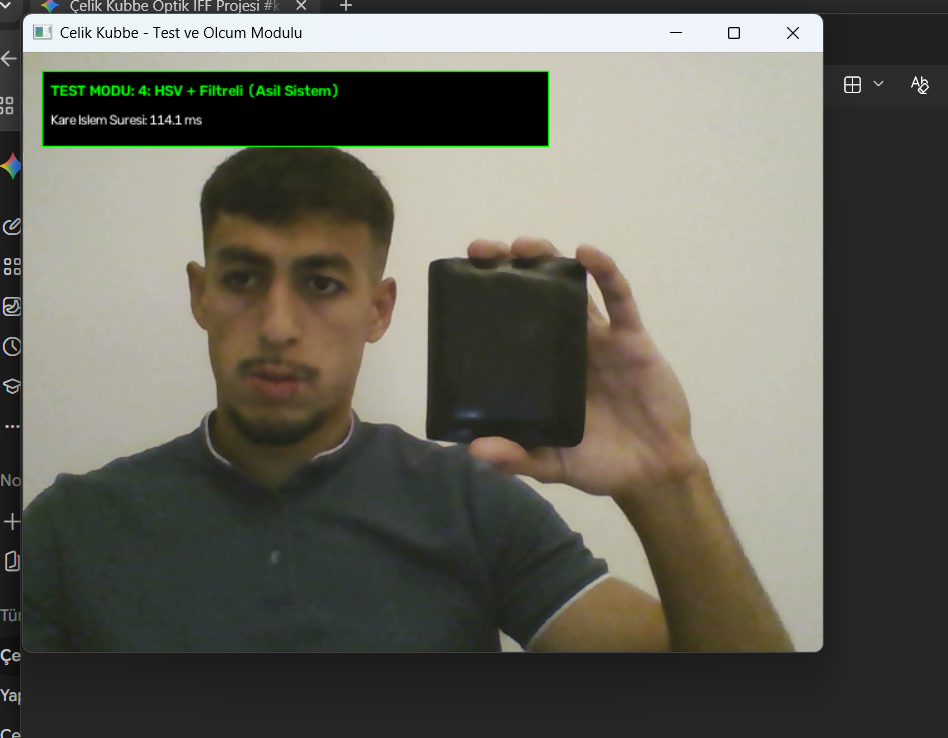 Çelik Kubbe Optik IFF Projesi #k
Celik Kubbe - Test ve Olcum Modulu
TEST MODU: 4: HSV + Filtreli (Asil Sistem)
Kare Islem Suresi: 114.1 ms
No
Tür
Çe
Yap
Çe